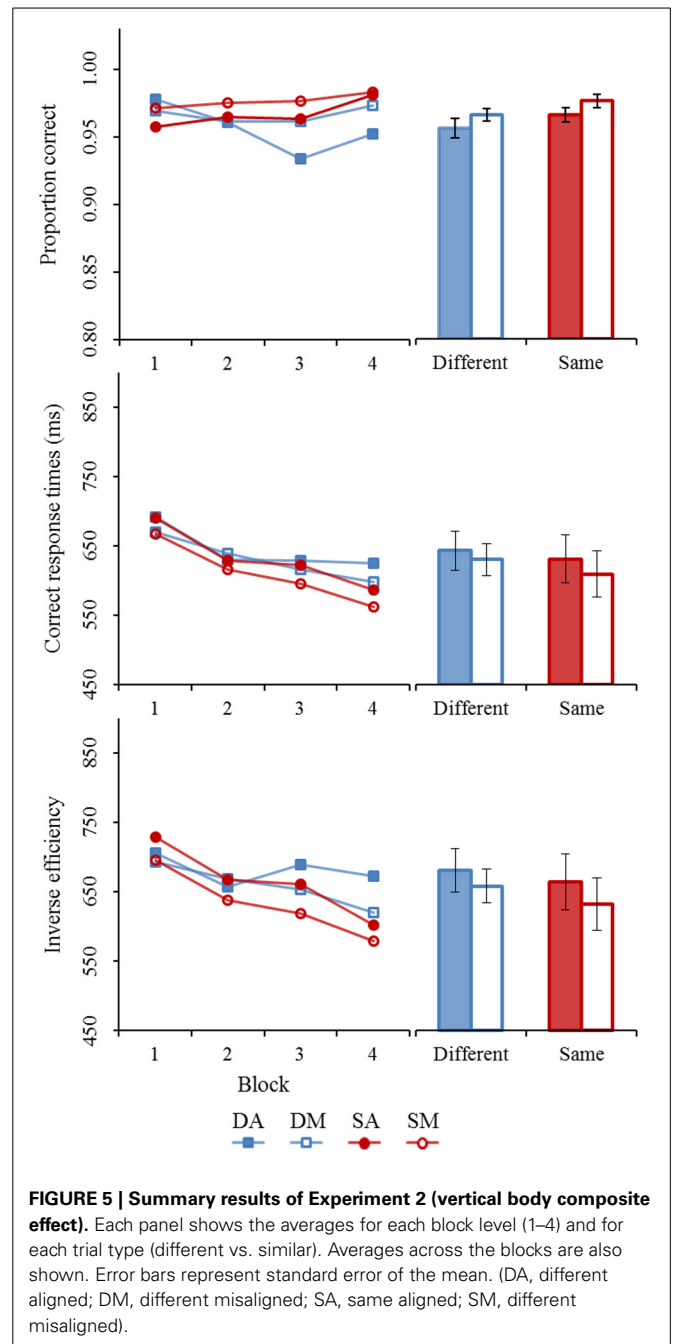 Proportion correct
1.00
0.95
0.90
0.85
0.80
1 2 3 4 Different Same
Correct response times (ms)
850
750
650
550
450
1 2 3 4 Different Same
Inverse efficiency
850
750
650
550
450
1 2 3 4 Different Same
Block
DA DM SA SM
FIGURE 5 | Summary results of Experiment 2 (vertical body composite
effect). Each panel shows the averages for each block level (1–4) and for
each trial type (different vs. similar). Averages across the blocks are also
shown. Error bars represent standard error of the mean. (DA, different
aligned; DM, different misaligned; SA, same aligned; SM, different
misaligned).